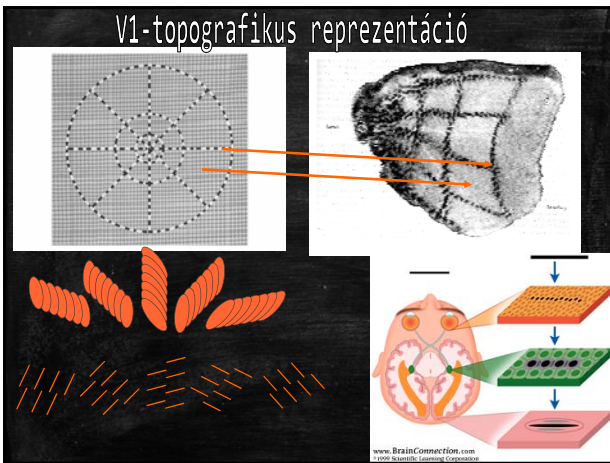 V1-topografikus reprezentáció
www.BrainConnection.com
©1999 Scientific Learning Corporation